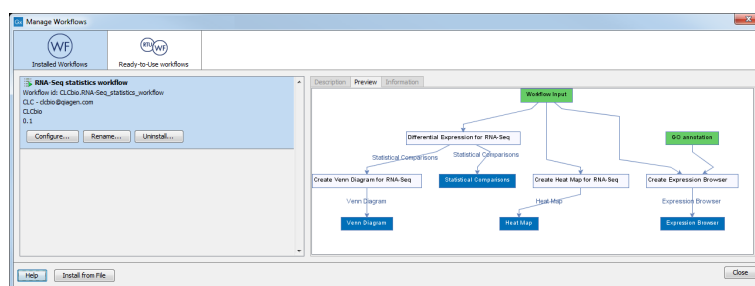 Gx Manage Workflows
WF
RTU WF
Installed Workflows
Ready-to-Use workflows
RNA-Seq statistics workflow
Workflow id: CLCbio.RNA-Seq_statistics_workflow
CLC - clcbio@qiagen.com
CLCbio
0.1
Configure...
Rename...
Uninstall...
Description
Preview
Information
Workflow Input
Differential Expression for RNA-Seq
GO annotation
Statistical Comparisons
Statistical Comparisons
Create Venn Diagram for RNA-Seq
Statistical Comparisons
Create Heat Map for RNA-Seq
Create Expression Browser
Venn Diagram
Heat Map
Expression Browser
Venn Diagram
Heat Map
Expression Browser
Help
Install from File
Close